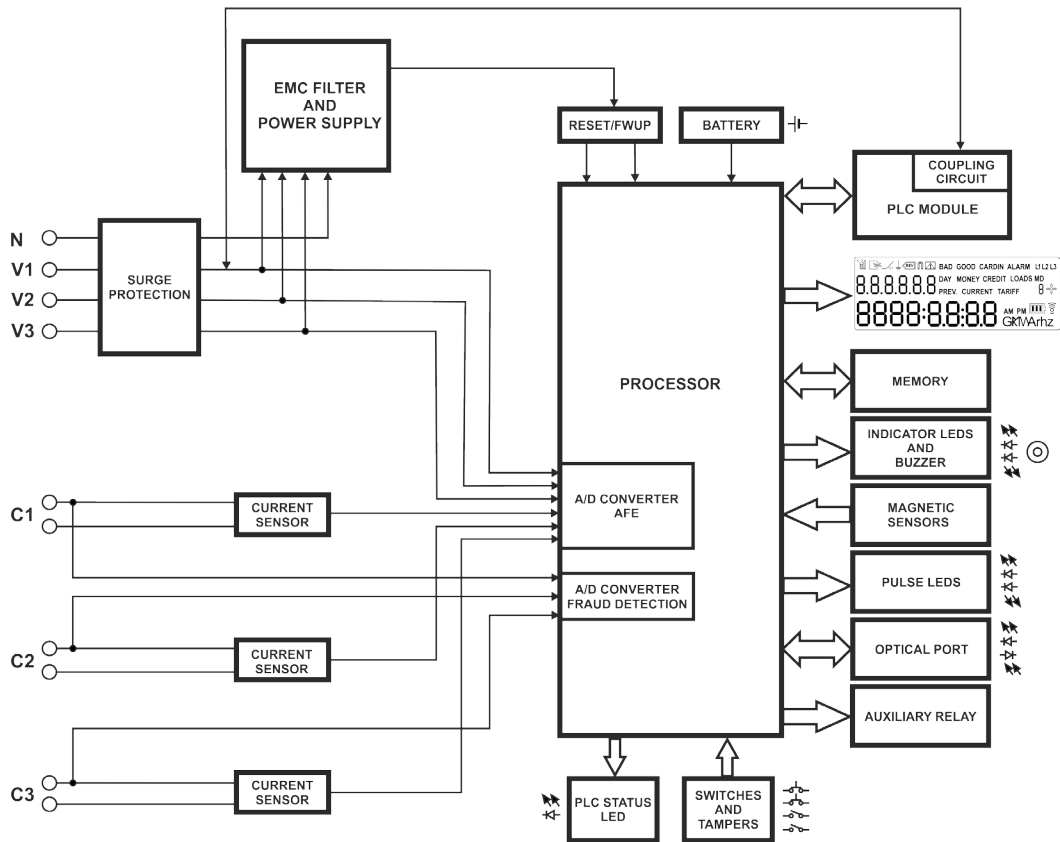 EMC FILTER
AND
POWER SUPPLY
RESET/FWUP
BATTERY
COUPLING
CIRCUIT
PLC MODULE
N
V1
V2
V3
SURGE
PROTECTION
BAD GOOD CARDIN ALARM L1L2L3
DAY MONEY CREDIT LOADS MD
8.8.8.8.8.8
PREV. CURRENT TARIFF
8
8888:8.8:8.8
AM PM
PROCESSOR
MEMORY
INDICATOR LEDS
AND
BUZZER
A/D CONVERTER
AFE
MAGNETIC
SENSORS
C1
CURRENT
SENSOR
A/D CONVERTER
FRAUD DETECTION
PULSE LEDS
C2
CURRENT
SENSOR
OPTICAL PORT
AUXILIARY RELAY
C3
CURRENT
SENSOR
PLC STATUS
LED
SWITCHES
AND
TAMPERS